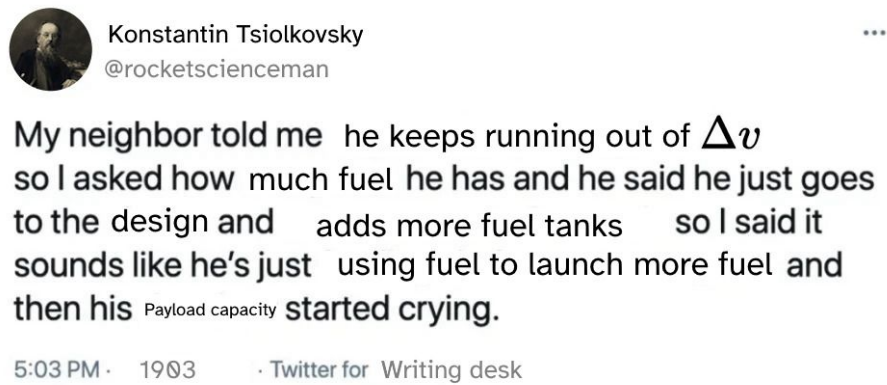 Konstantin Tsiolkovsky
@rocketscienceman
My neighbor told me he keeps running out of Δv
so I asked how much fuel he has and he said he just goes
to the design and adds more fuel tanks so I said it
sounds like he's just using fuel to launch more fuel and
then his Payload capacity started crying.
5:03 PM · 1903 · Twitter for Writing desk